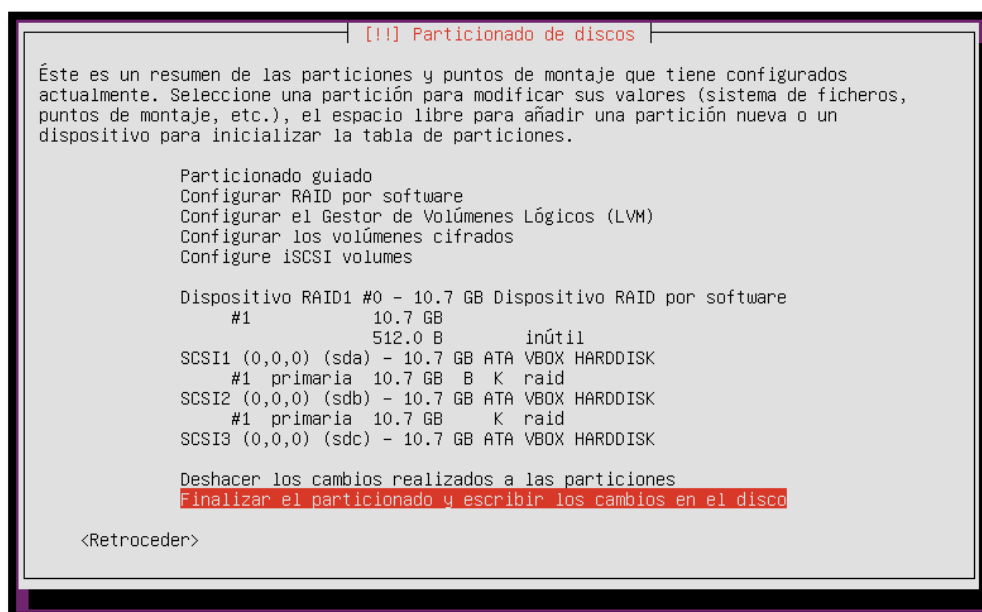 [!!] Particionado de discos
Éste es un resumen de las particiones y puntos de montaje que tiene configurados
actualmente. Seleccione una partición para modificar sus valores (sistema de ficheros,
puntos de montaje, etc.), el espacio libre para añadir una partición nueva o un
dispositivo para inicializar la tabla de particiones.
Particionado guiado
Configurar RAID por software
Configurar el Gestor de Volúmenes Lógicos (LVM)
Configurar los volúmenes cifrados
Configure iSCSI volumes
Dispositivo RAID1 #0 - 10.7 GB Dispositivo RAID por software
#1 10.7 GB
512.0 B inútil
SCSI1 (0,0,0) (sda) - 10.7 GB ATA VBOX HARDDISK
#1 primaria 10.7 GB B K raid
SCSI2 (0,0,0) (sdb) - 10.7 GB ATA VBOX HARDDISK
#1 primaria 10.7 GB K raid
SCSI3 (0,0,0) (sdc) - 10.7 GB ATA VBOX HARDDISK
Deshacer los cambios realizados a las particiones
Finalizar el particionado y escribir los cambios en el disco
<Retroceder>